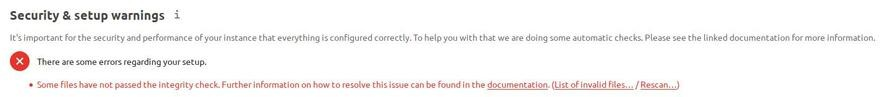 Security & setup warnings i
It's important for the security and performance of your instance that everything is configured correctly. To help you with that we are doing some automatic checks. Please see the linked documentation for more information.
There are some errors regarding your setup.
• Some files have not passed the integrity check. Further information on how to resolve this issue can be found in the documentation. (List of invalid files… / Rescan…)